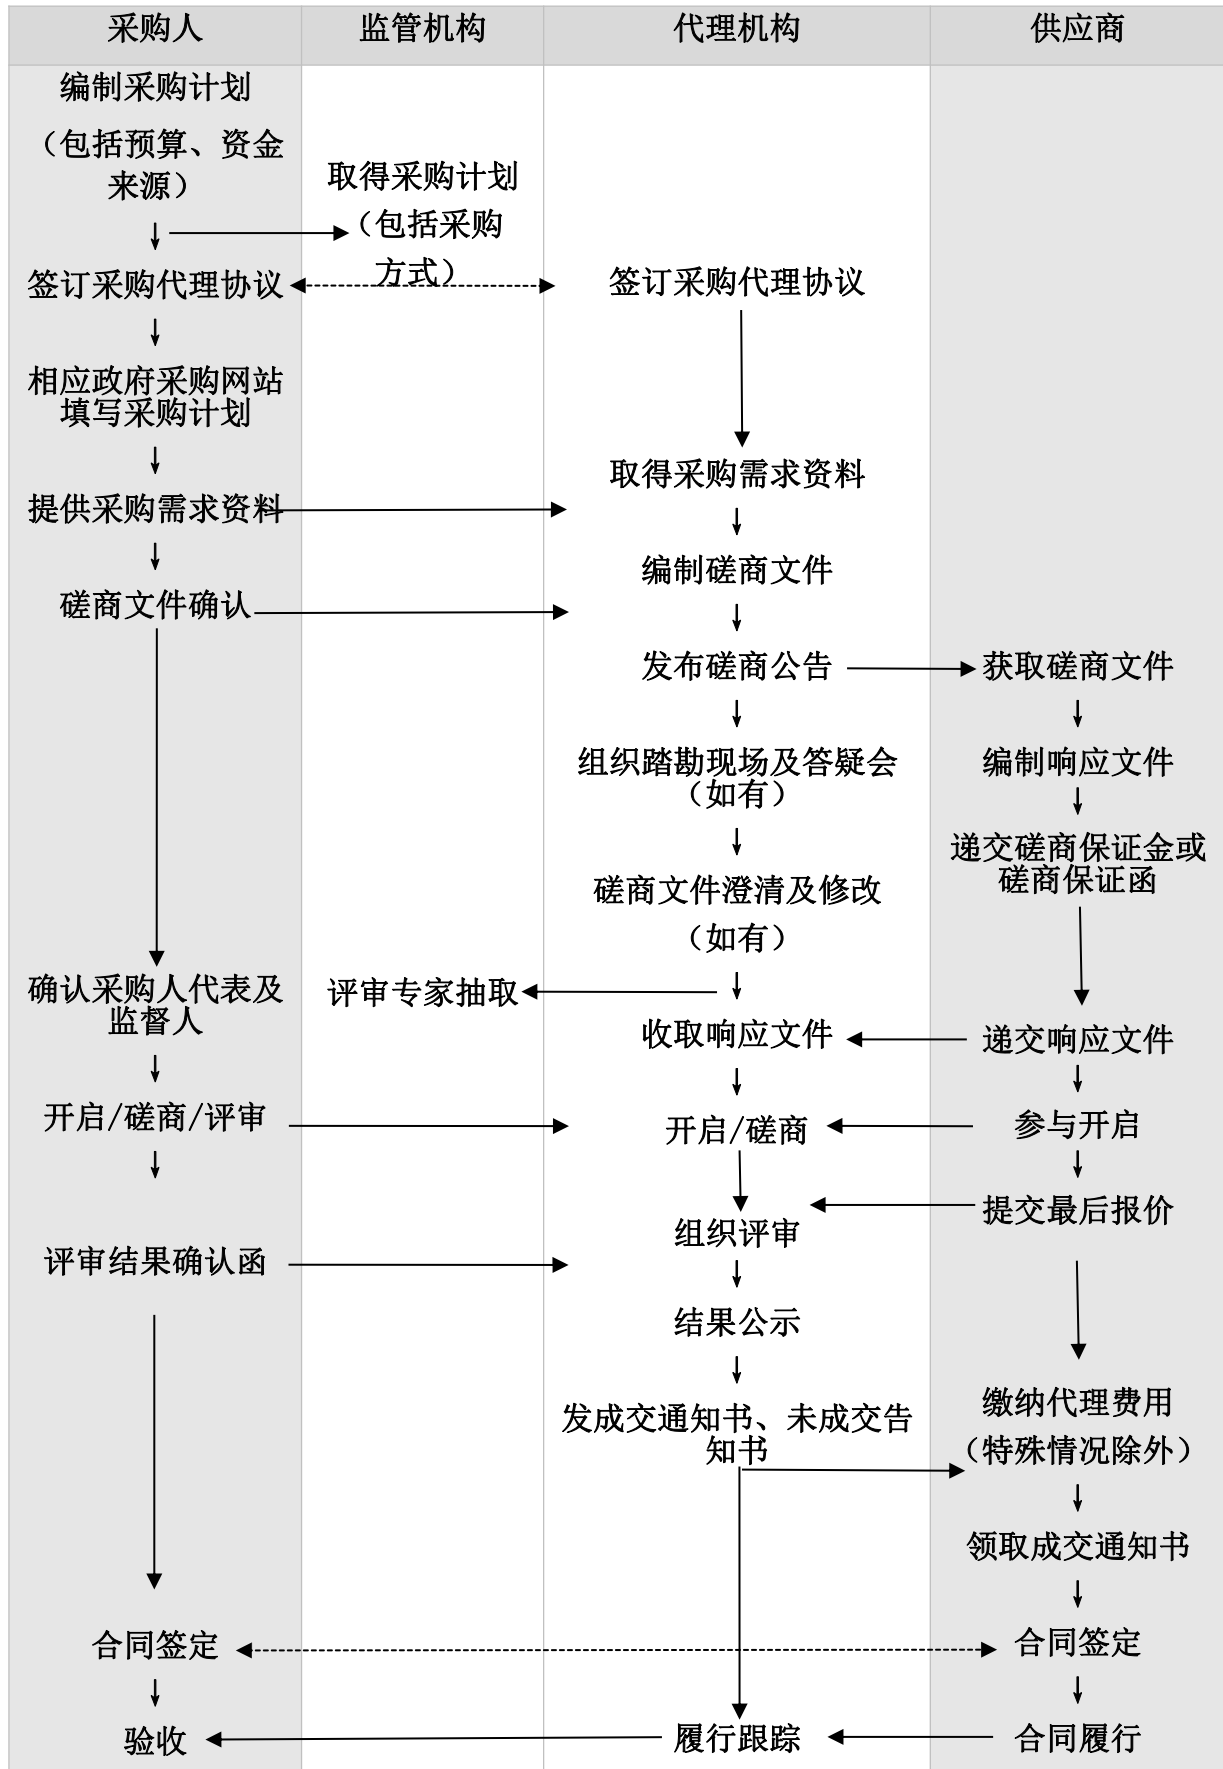 采购人
监管机构
代理机构
供应商
编制采购计划
（包括预算、资金
来源）
签订采购代理协议
相应政府采购网站
填写采购计划
提供采购需求资料
磋商文件确认
确认采购人代表及
监督人
开启/磋商/评审
评审结果确认函
合同签定
验收
取得采购计划
（包括采购
方式）
评审专家抽取
签订采购代理协议
取得采购需求资料
编制磋商文件
发布磋商公告
组织踏勘现场及答疑会
（如有）
磋商文件澄清及修改
（如有）
收取响应文件
开启/磋商
组织评审
结果公示
发成交通知书、未成交告
知书
履行跟踪
获取磋商文件
编制响应文件
递交磋商保证金或
磋商保证函
递交响应文件
参与开启
提交最后报价
缴纳代理费用
（特殊情况除外）
领取成交通知书
合同签定
合同履行